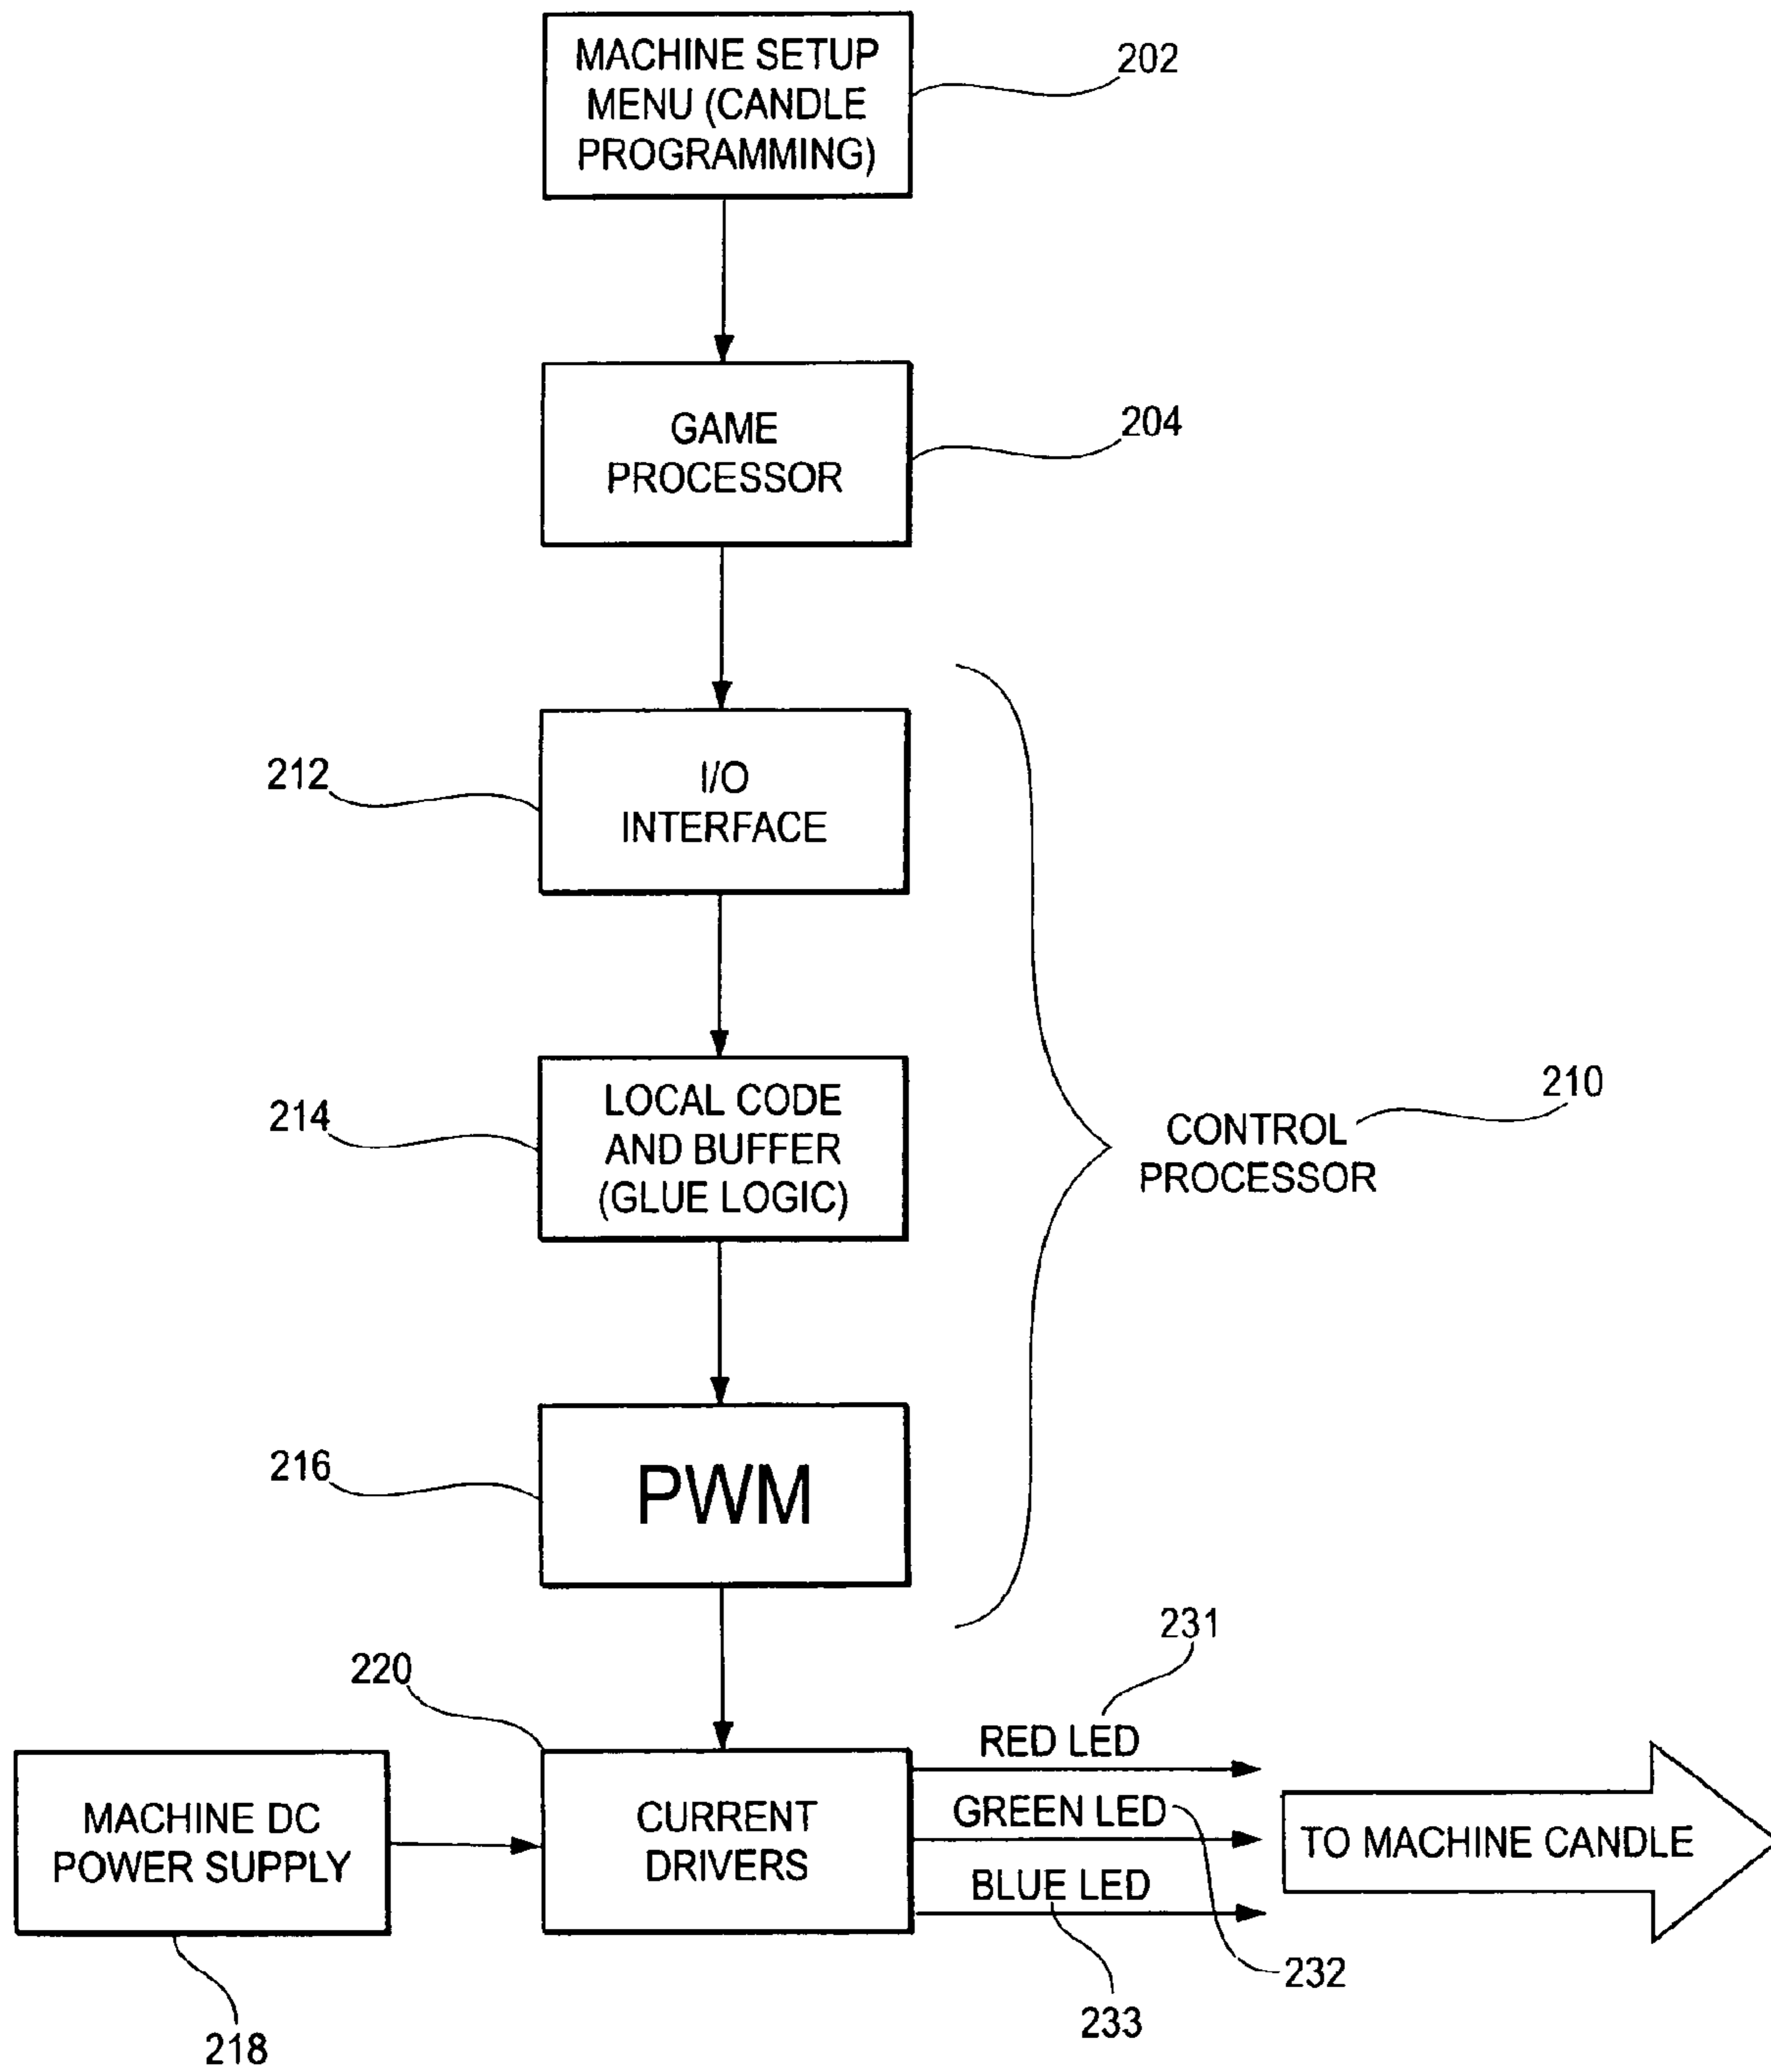 MACHINE SETUP
MENU (CANDLE
PROGRAMMING)
202
GAME
PROCESSOR
204
212
I/O
INTERFACE
214
LOCAL CODE
AND BUFFER
(GLUE LOGIC)
CONTROL
PROCESSOR
210
216
PWM
220
231
MACHINE DC
POWER SUPPLY
CURRENT
DRIVERS
RED LED
GREEN LED
BLUE LED
TO MACHINE CANDLE
232
233
218